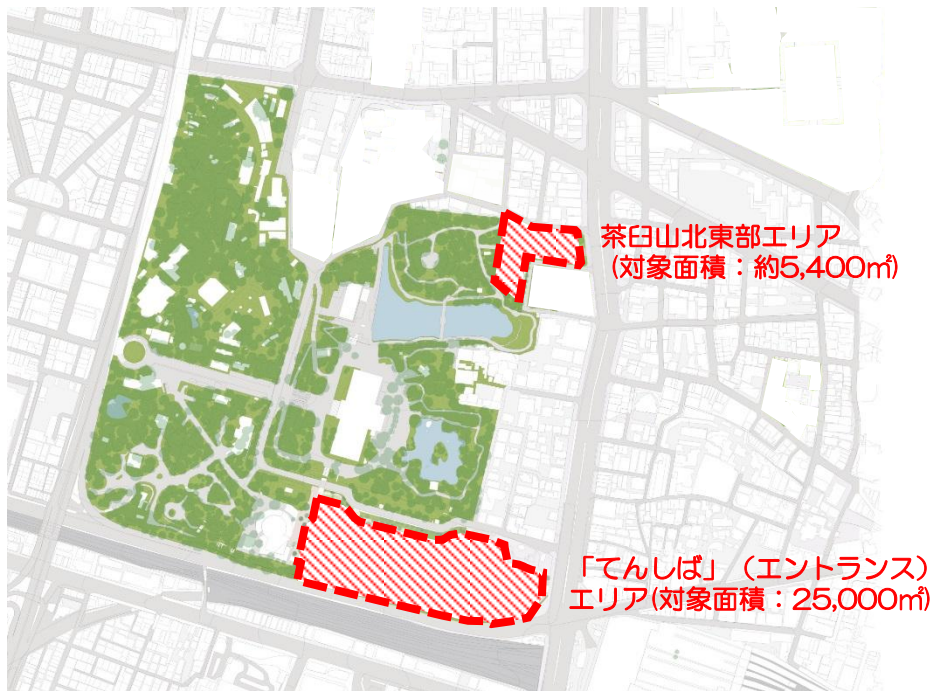 茶臼山北東部エリア
(対象面積：約5,400㎡)
「てんしば」（エントランス）
エリア(対象面積：25,000㎡)